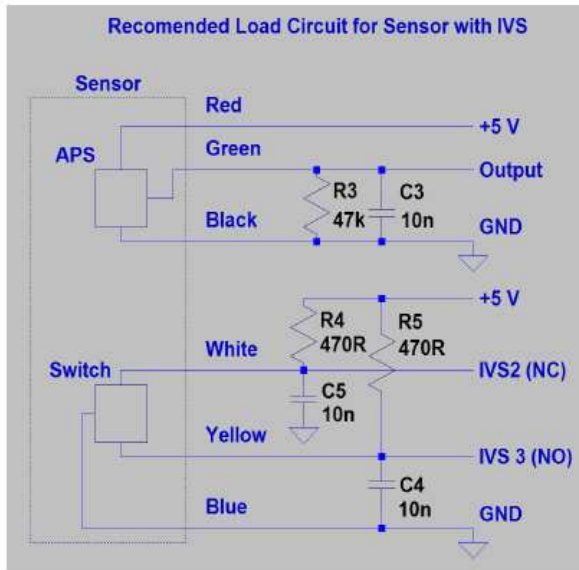 Recomended Load Circuit for Sensor with IVS
Sensor
Red
+5 V
APS
Green
Output
R3
47k
C3
10n
Black
GND
+5 V
R4
470R
R5
470R
White
IVS2 (NC)
Switch
C5
10n
Yellow
IVS 3 (NO)
C4
10n
Blue
GND